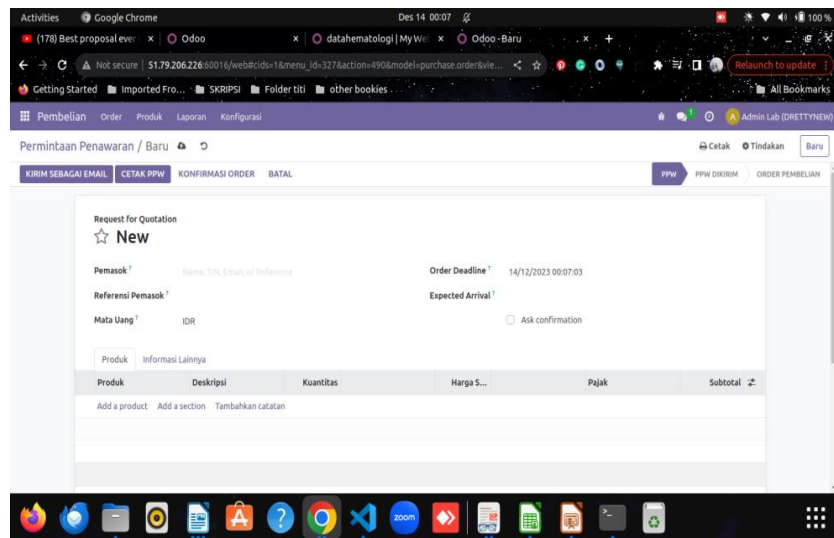 Activities Google Chrome Des 14 00:07 100 %
(178) Best proposal ever x Odoo x datahematologi | My We x Odoo - Baru x +
Not secure | 51.79.206.226:60016/web#cids=1&menu_id=327&action=490&model=purchase.order&vie... Relaunch to update
Getting Started Imported Fro... SKRIPSI Folder titi other bookies All Bookmarks
Pembelian Order Produk Laporan Konfigurasi 1 A Admin Lab (DRETTYNEW)
Permintaan Penawaran / Baru Cetak Tindakan Baru
KIRIM SEBAGAI EMAIL CETAK PPW KONFIRMASI ORDER BATAL PPW PPW DIKIRIM ORDER PEMBELIAN
Request for Quotation
New
Pemasok ? Name, TIN, Email, or Reference Order Deadline ? 14/12/2023 00:07:03
Referensi Pemasok ? Expected Arrival ?
Mata Uang ? IDR Ask confirmation
Produk Informasi Lainnya
Produk Deskripsi Kuantitas Harga S... Pajak Subtotal
Add a product Add a section Tambahkan catatan
zoom